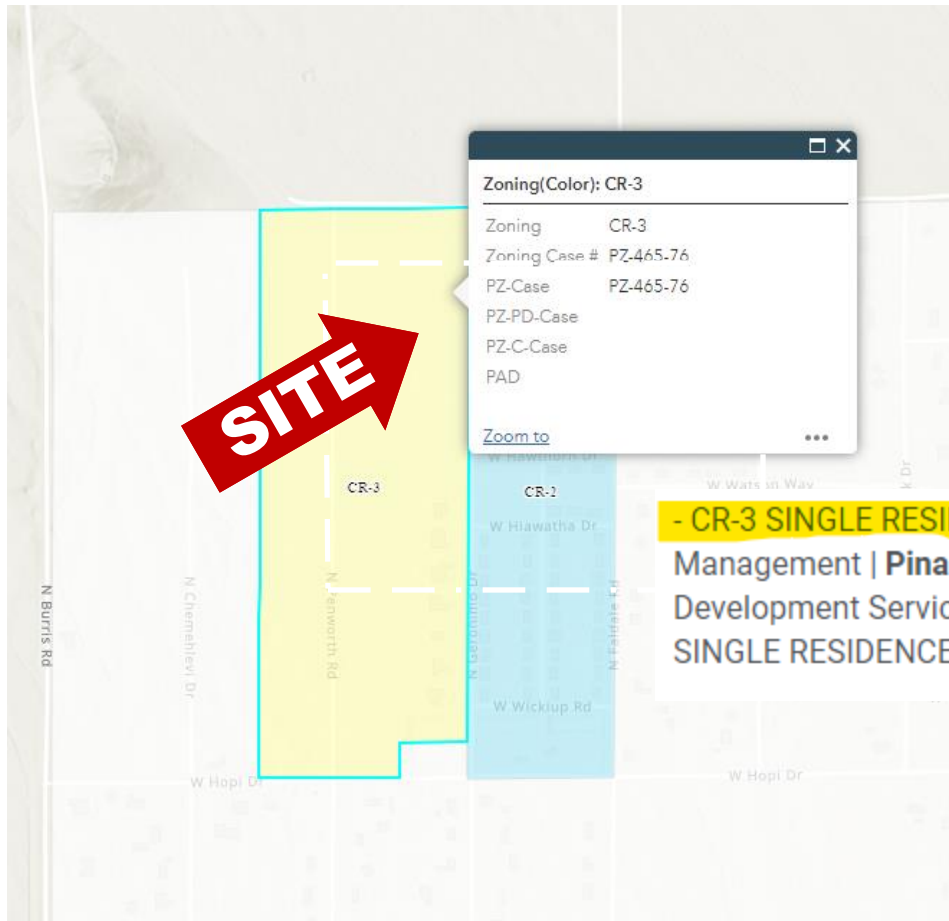 Zoning(Color): CR-3
Zoning CR-3
Zoning Case # PZ-465-76
PZ-Case PZ-465-76
PZ-PD-Case
PZ-C-Case
PAD
Zoom to
SITE
W Hawthorn Dr
CR-3
CR-2
W Watson Way
W Hiawatha Dr
- CR-3 SINGLE RESI
Management | Pina
Development Servic
SINGLE RESIDENCE
N Burris Rd
N Chemehlevi Dr
N Kenworth Rd
N Geronimo Dr
N Fairdale Rd
W Wickiup Rd
W Hopi Dr
W Hopi Dr